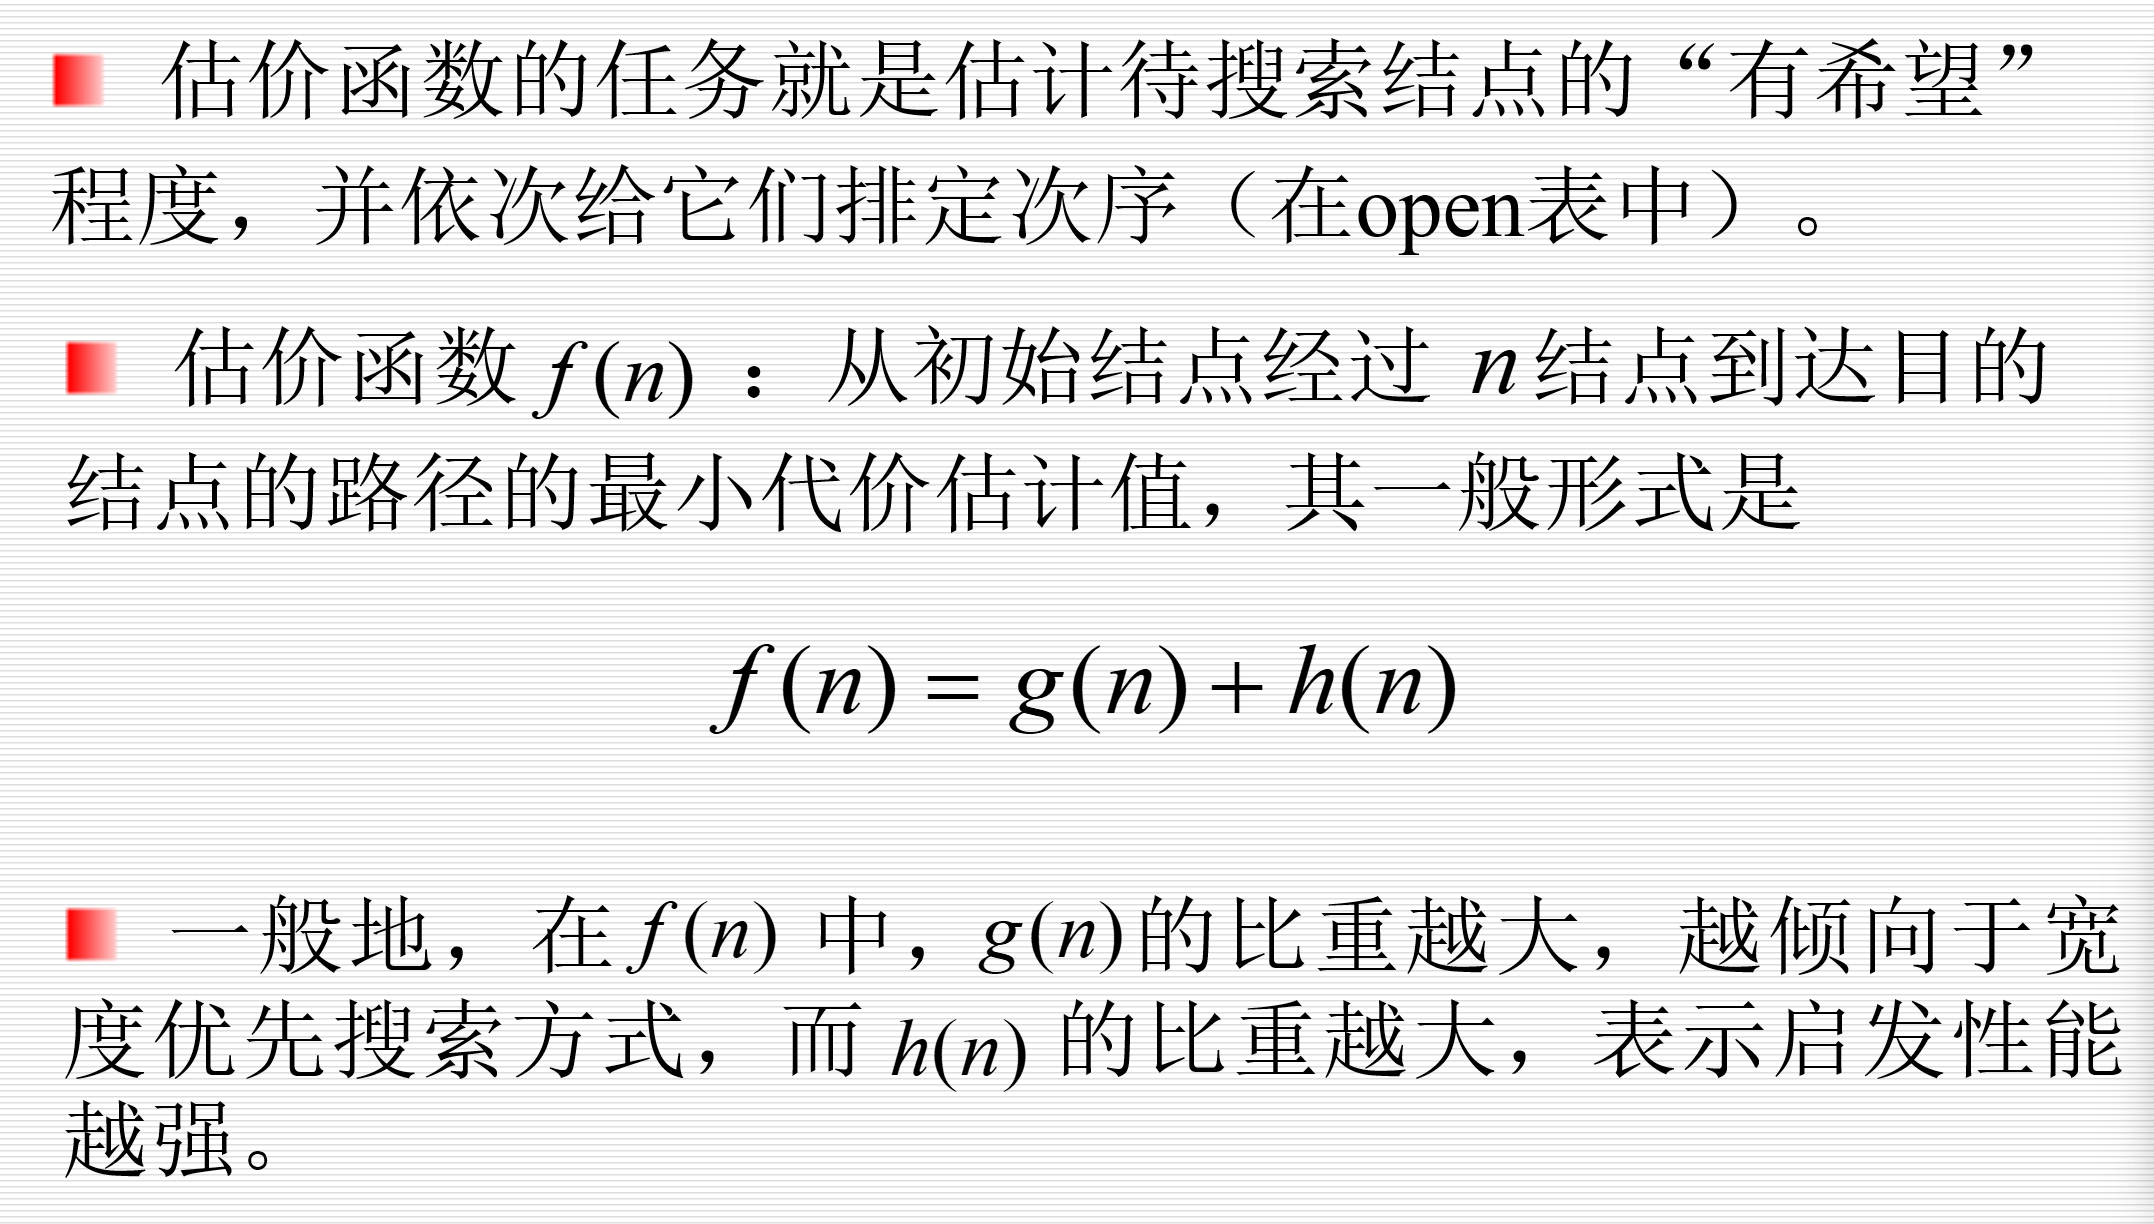 估价函数的任务就是估计待搜索结点的“有希望”
程度，并依次给它们排定次序（在open表中）。
估价函数 f(n)：从初始结点经过 n 结点到达目的
结点的路径的最小代价估计值，其一般形式是
f(n) = g(n) + h(n)
一般地，在 f(n) 中，g(n) 的比重越大，越倾向于宽
度优先搜索方式，而 h(n) 的比重越大，表示启发性能
越强。